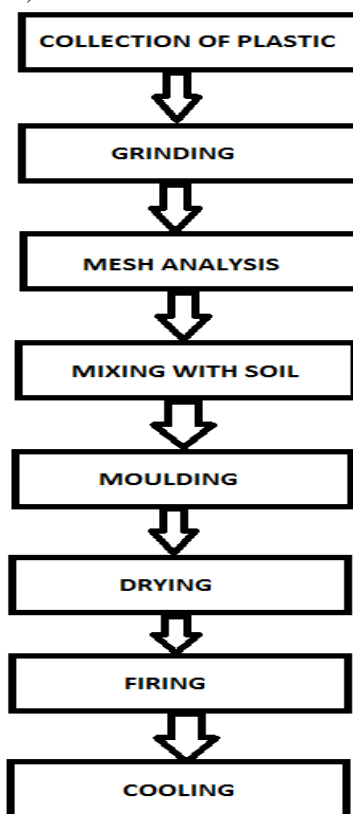 COLLECTION OF PLASTIC
GRINDING
MESH ANALYSIS
MIXING WITH SOIL
MOULDING
DRYING
FIRING
COOLING